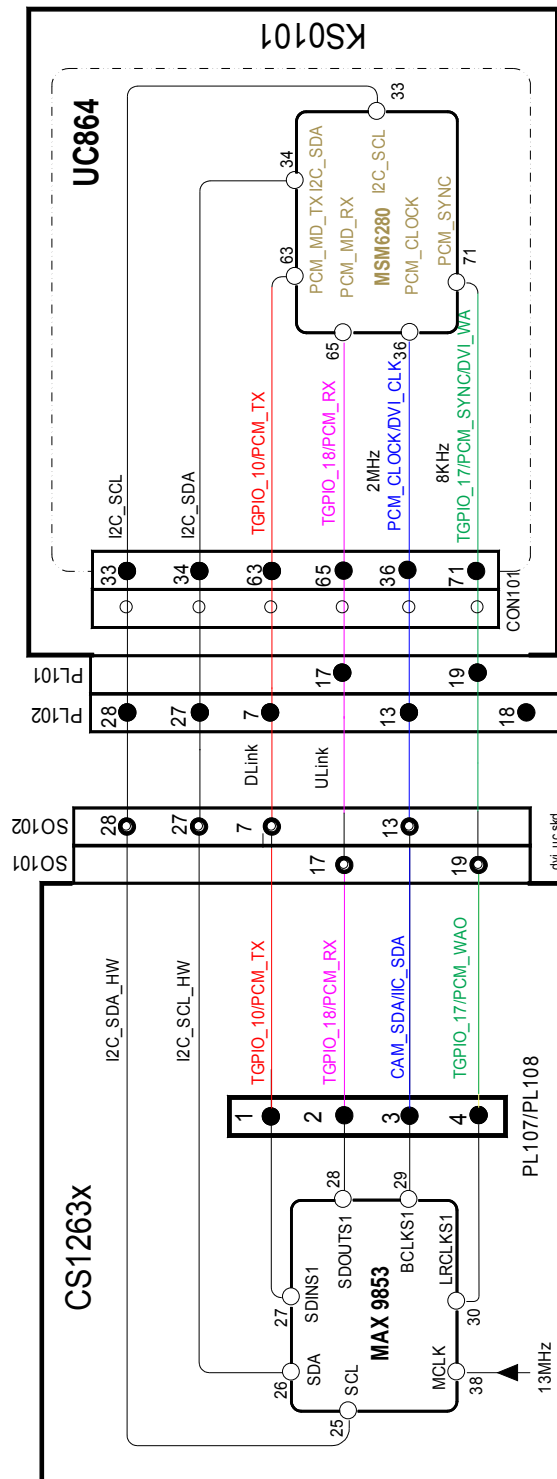 KS0101
UC864
33
34
63
I2C_SDA
I2C_SCL
PCM_MD_TX
PCM_MD_RX
MSM6280
PCM_CLOCK
PCM_SYNC
65
36
71
I2C_SCL
I2C_SDA
TGPIO_10/PCM_TX
TGPIO_18/PCM_RX
2MHz
PCM_CLOCK/DVI_CLK
8KHz
TGPIO_17/PCM_SYNC/DVI_WA
33
34
63
65
36
71
CON101
PL101
17
19
PL102
28
27
7
13
18
DLink
ULink
SO102
28
27
7
13
SO101
17
19
dvi_uc.skd
I2C_SDA_HW
I2C_SCL_HW
TGPIO_10/PCM_TX
TGPIO_18/PCM_RX
CAM_SDA/IIC_SDA
TGPIO_17/PCM_WAO
1
2
3
4
PL107/PL108
CS1263x
28
29
27
SDINS1
SDOUTS1
BCLKS1
LRCLKS1
30
MAX 9853
26
SDA
25
SCL
MCLK
38
13MHz